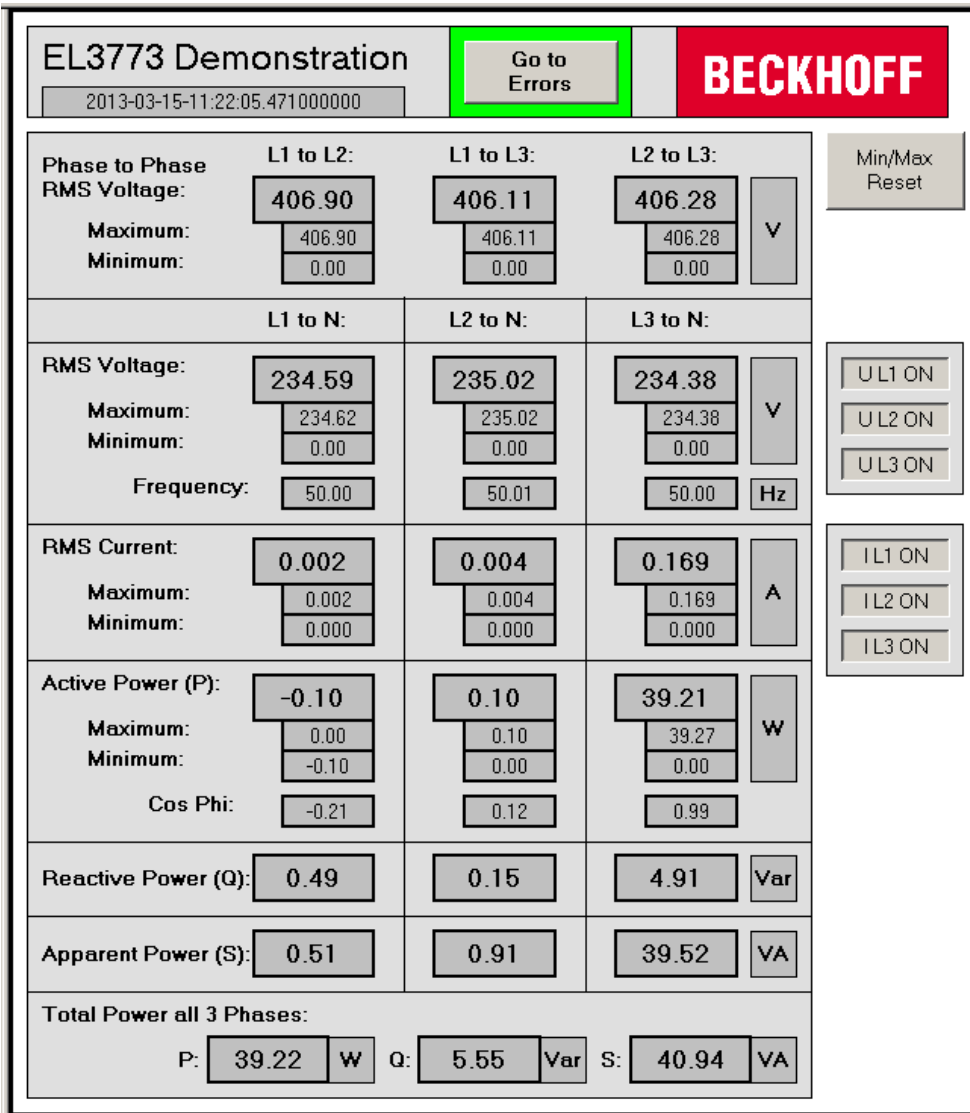 EL3773 Demonstration
2013-03-15-11:22:05.471000000
Go to
Errors
BECKHOFF
Min/Max
Reset
Phase to Phase
RMS Voltage:
L1 to L2: L1 to L3: L2 to L3:
406.90 406.11 406.28 V
Maximum: 406.90 406.11 406.28
Minimum: 0.00 0.00 0.00
L1 to N: L2 to N: L3 to N:
RMS Voltage: 234.59 235.02 234.38 V
Maximum: 234.62 235.02 234.38
Minimum: 0.00 0.00 0.00
Frequency: 50.00 50.01 50.00 Hz
U L1 ON
U L2 ON
U L3 ON
RMS Current: 0.002 0.004 0.169 A
Maximum: 0.002 0.004 0.169
Minimum: 0.000 0.000 0.000
I L1 ON
I L2 ON
I L3 ON
Active Power (P): -0.10 0.10 39.21 W
Maximum: 0.00 0.10 39.27
Minimum: -0.10 0.00 0.00
Cos Phi: -0.21 0.12 0.99
Reactive Power (Q): 0.49 0.15 4.91 Var
Apparent Power (S): 0.51 0.91 39.52 VA
Total Power all 3 Phases:
P: 39.22 W Q: 5.55 Var S: 40.94 VA